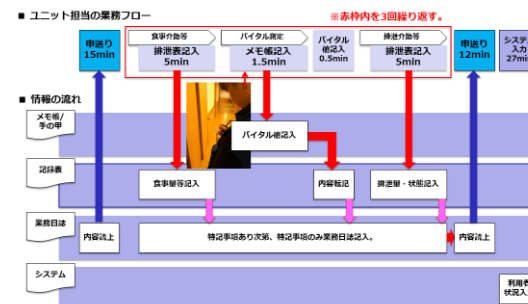 ■ ユニット担当の業務フロー
※赤枠内を3回繰り返す。
申送り
15min
食事介助等
排泄表記入
5min
バイタル測定
メモ帳記入
1.5min
バイタル
値記入
0.5min
排泄介助等
排泄表記入
5min
申送り
12min
システム
入力
27min
■ 情報の流れ
メモ帳/
手の甲
バイタル値記入
記録表
食事量等記入
内容転記
排泄量・状態記入
業務日誌
内容読上
特記事項あり次第、特記事項のみ業務日誌記入。
内容読上
システム
利用者
状況入